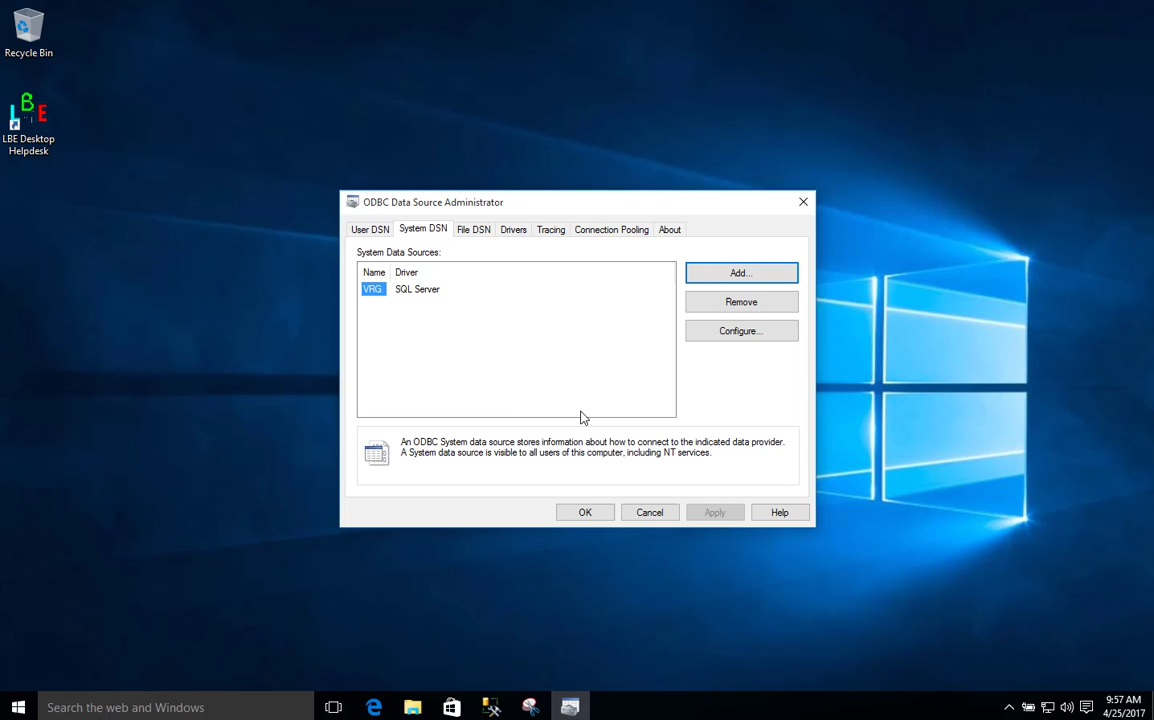 Recycle Bin
LBE
LBE Desktop
Helpdesk
ODBC Data Source Administrator
User DSN System DSN File DSN Drivers Tracing Connection Pooling About
System Data Sources:
Name Driver
VRG SQL Server
Add...
Remove
Configure...
An ODBC System data source stores information about how to connect to the indicated data provider.
A System data source is visible to all users of this computer, including NT services.
OK Cancel Apply Help
Search the web and Windows
9:57 AM
4/25/2017